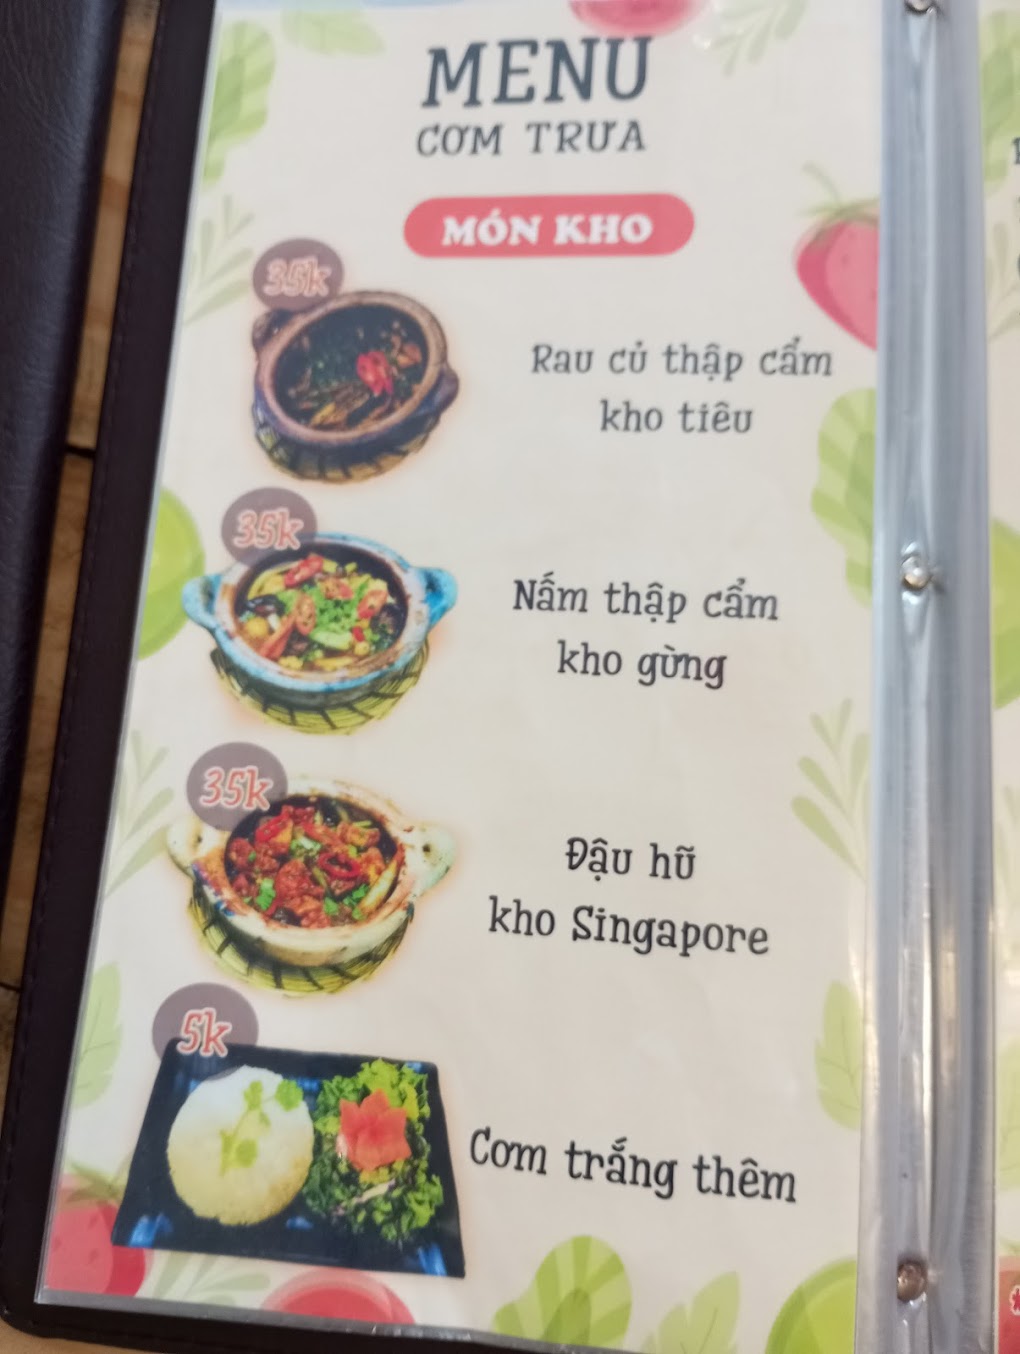 MENU
CƠM TRƯA
MÓN KHO
35k
Rau củ thập cẩm
kho tiêu
35k
Nấm thập cẩm
kho gừng
35k
Đậu hũ
kho Singapore
5k
Cơm trắng thêm